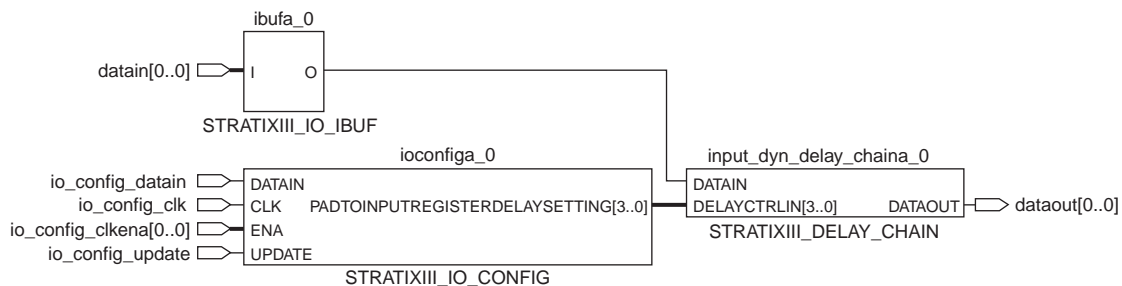 ibufa_0
datain[0..0]
I
O
STRATIXIII_IO_IBUF
ioconfiga_0
input_dyn_delay_chaina_0
io_config_datain
DATAIN
DATAIN
io_config_clk
CLK
PADTOINPUTREGISTERDELAYSETTING[3..0]
DELAYCTRLIN[3..0]
DATAOUT
dataout[0..0]
io_config_clkena[0..0]
ENA
STRATIXIII_DELAY_CHAIN
io_config_update
UPDATE
STRATIXIII_IO_CONFIG